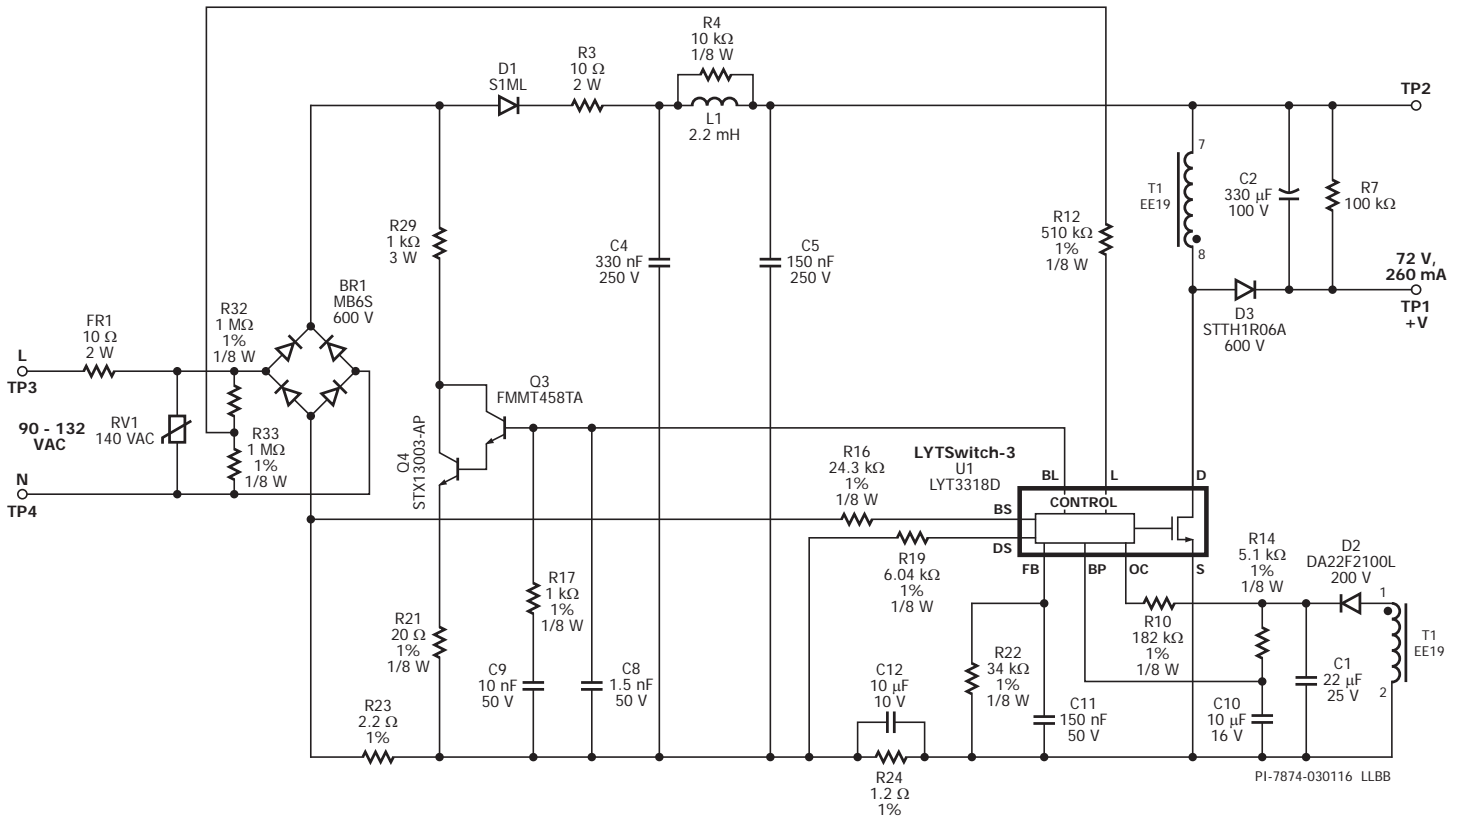 R4
10 kΩ
1/8 W
R3
10 Ω
2 W
D1
S1ML
L1
2.2 mH
TP2
7
T1
EE19
8
C2
330 µF
100 V
R7
100 kΩ
R12
510 kΩ
1%
1/8 W
R29
1 kΩ
3 W
C4
330 nF
250 V
C5
150 nF
250 V
72 V,
260 mA
TP1
+V
D3
STTH1R06A
600 V
BR1
MB6S
600 V
R32
1 MΩ
1%
1/8 W
FR1
10 Ω
2 W
L
TP3
90 - 132
VAC
RV1
140 VAC
R33
1 MΩ
1%
1/8 W
N
TP4
Q3
FMMT458TA
Q4
STX13003-AP
R16
24.3 kΩ
1%
1/8 W
LYTSwitch-3
U1
LYT3318D
BL
L
D
CONTROL
BS
DS
FB
BP
OC
S
R19
6.04 kΩ
1%
1/8 W
R14
5.1 kΩ
1%
1/8 W
D2
DA22F2100L
200 V
1
T1
EE19
2
R17
1 kΩ
1%
1/8 W
R21
20 Ω
1%
1/8 W
R10
182 kΩ
1%
1/8 W
R22
34 kΩ
1%
1/8 W
C9
10 nF
50 V
C8
1.5 nF
50 V
C12
10 µF
10 V
C11
150 nF
50 V
C10
10 µF
16 V
C1
22 µF
25 V
R23
2.2 Ω
1%
R24
1.2 Ω
1%
PI-7874-030116 LLBB